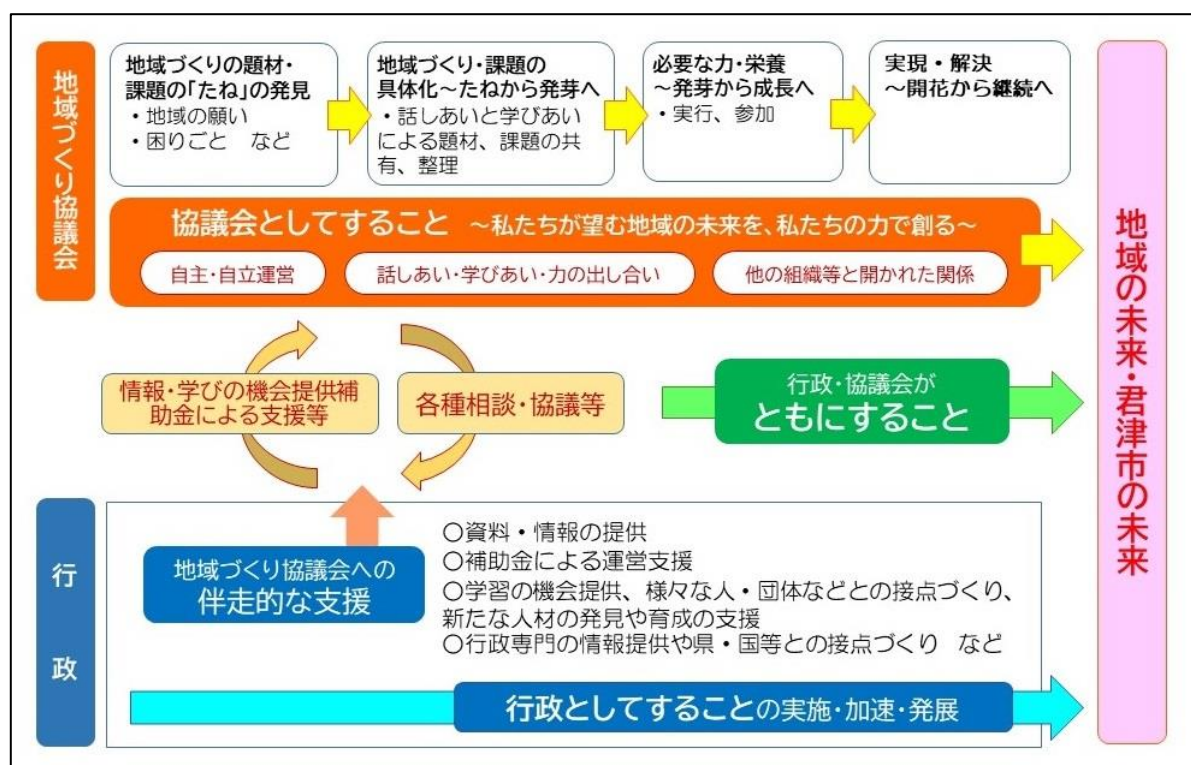 地域づくり協議会
地域づくりの題材・
課題の「たね」の発見
・地域の願い
・困りごと　など
地域づくり・課題の
具体化～たねから発芽へ
・話しあいと学びあい
による題材、課題の共
有、整理
必要な力・栄養
～発芽から成長へ
・実行、参加
実現・解決
～開花から継続へ
協議会としてすること　～私たちが望む地域の未来を、私たちの力で創る～
自主・自立運営
話しあい・学びあい・力の出し合い
他の組織等と開かれた関係
情報・学びの機会提供補
助金による支援等
各種相談・協議等
行政・協議会が
ともにすること
地域の未来・君津市の未来
行政
地域づくり協議会への
伴走的な支援
○資料・情報の提供
○補助金による運営支援
○学習の機会提供、様々な人・団体などとの接点づくり、
新たな人材の発見や育成の支援
○行政専門の情報提供や県・国等との接点づくり　など
行政としてすることの実施・加速・発展